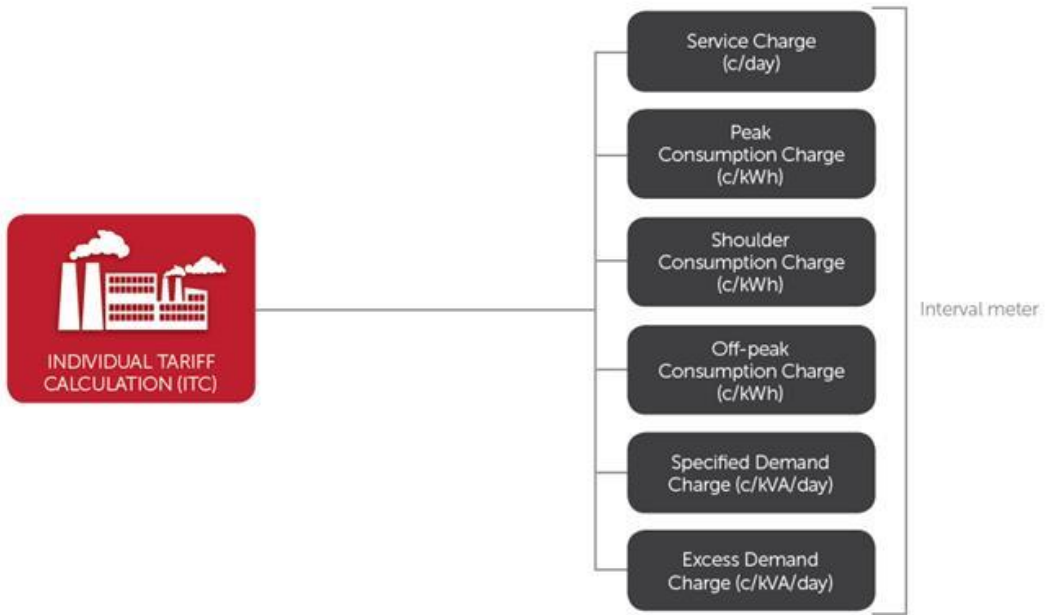 Service Charge
(c/day)
Peak
Consumption Charge
(c/kWh)
Shoulder
Consumption Charge
(c/kWh)
INDIVIDUAL TARIFF
CALCULATION (ITC)
Interval meter
Off-peak
Consumption Charge
(c/kWh)
Specified Demand
Charge (c/kVA/day)
Excess Demand
Charge (c/kVA/day)